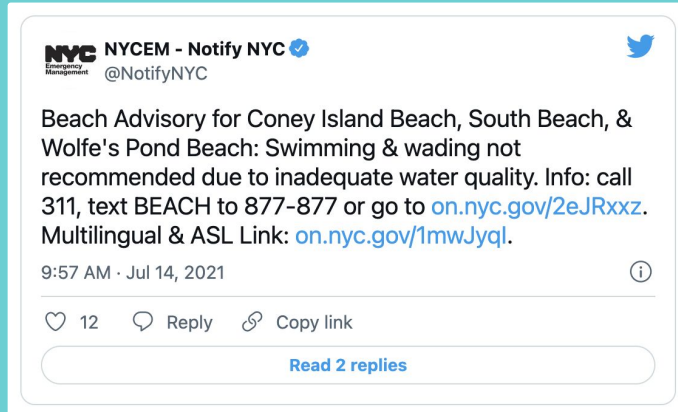 NYC
Emergency
Management
NYCEM - Notify NYC
@NotifyNYC
Beach Advisory for Coney Island Beach, South Beach, &
Wolfe's Pond Beach: Swimming & wading not
recommended due to inadequate water quality. Info: call
311, text BEACH to 877-877 or go to on.nyc.gov/2eJRxxz.
Multilingual & ASL Link: on.nyc.gov/1mwJyqI.
9:57 AM · Jul 14, 2021
12 Reply Copy link
Read 2 replies